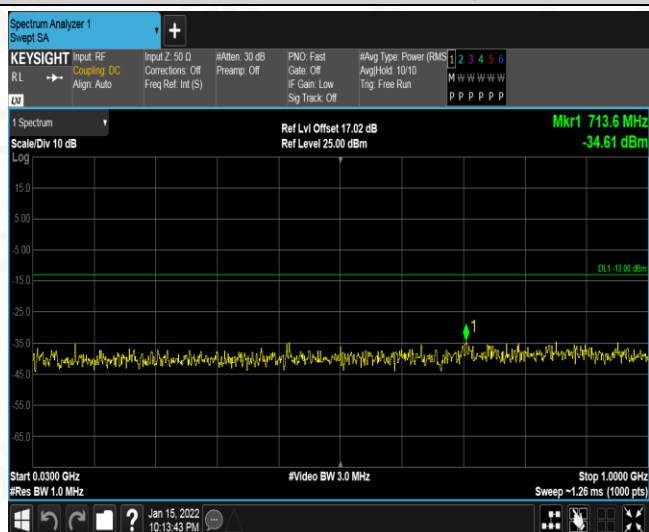 Spectrum Analyzer 1
Swept SA
+
KEYSIGHT
RL
Input: RF
Coupling: DC
Align: Auto
Input Z: 50 Ω
Corrections: Off
Freq Ref: Int (S)
#Atten: 30 dB
Preamp: Off
PNO: Fast
Gate: Off
IF Gain: Low
Sig Track: Off
#Avg Type: Power (RMS
Avg|Hold: 10/10
Trig: Free Run
1 2 3 4 5 6
M W W W W W
P P P P P P
LXI
1 Spectrum
Scale/Div 10 dB
Ref Lvl Offset 17.02 dB
Ref Level 25.00 dBm
Mkr1 713.6 MHz
-34.61 dBm
Log
15.0
5.00
-5.00
DL1 -13.00 dBm
-15.0
-25.0
1
-35.0
-45.0
-55.0
-65.0
Start 0.0300 GHz
#Res BW 1.0 MHz
#Video BW 3.0 MHz
Stop 1.0000 GHz
Sweep ~1.26 ms (1000 pts)
?
Jan 15, 2022
10:13:43 PM